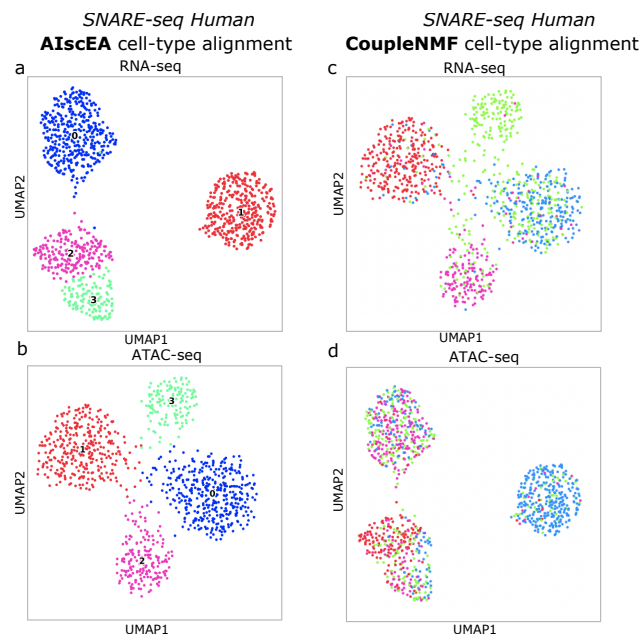 SNARE-seq Human
AIscEA cell-type alignment
a
RNA-seq
0
1
2
3
UMAP2
UMAP1
b
ATAC-seq
3
1
0
2
UMAP2
UMAP1
SNARE-seq Human
CoupleNMF cell-type alignment
c
RNA-seq
UMAP2
UMAP1
d
ATAC-seq
UMAP2
UMAP1